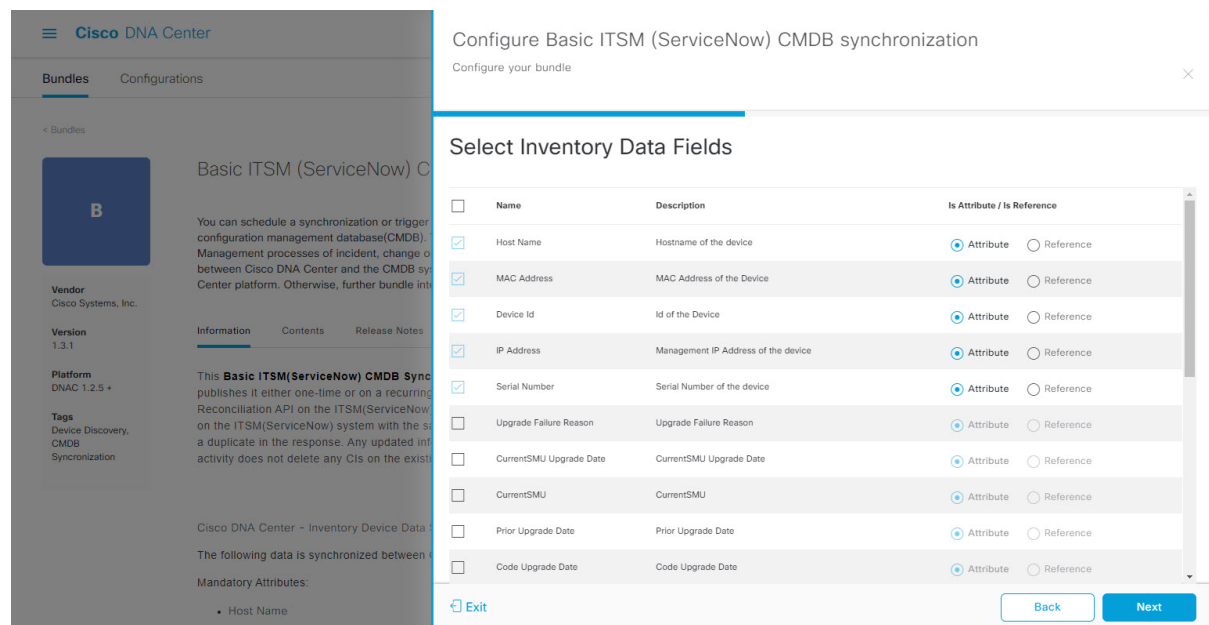 Cisco DNA Center
Bundles Configurations
< Bundles
B
Vendor
Cisco Systems, Inc.
Version
1.3.1
Platform
DNAC 1.2.5 +
Tags
Device Discovery,
CMDB
Syncronization
Basic ITSM (ServiceNow) C
You can schedule a synchronization or trigger
configuration management database(CMDB).
Management processes of incident, change o
between Cisco DNA Center and the CMDB sy
Center platform. Otherwise, further bundle int
Information Contents Release Notes
This Basic ITSM(ServiceNow) CMDB Sync
publishes it either one-time or on a recurring
Reconciliation API on the ITSM(ServiceNow
on the ITSM(ServiceNow) system with the sa
a duplicate in the response. Any updated inf
activity does not delete any CIs on the existi
Cisco DNA Center - Inventory Device Data
The following data is synchronized between
Mandatory Attributes:
• Host Name
Configure Basic ITSM (ServiceNow) CMDB synchronization
Configure your bundle
Select Inventory Data Fields
Name Description Is Attribute / Is Reference
Host Name Hostname of the device Attribute Reference
MAC Address MAC Address of the Device Attribute Reference
Device Id Id of the Device Attribute Reference
IP Address Management IP Address of the device Attribute Reference
Serial Number Serial Number of the device Attribute Reference
Upgrade Failure Reason Upgrade Failure Reason Attribute Reference
CurrentSMU Upgrade Date CurrentSMU Upgrade Date Attribute Reference
CurrentSMU CurrentSMU Attribute Reference
Prior Upgrade Date Prior Upgrade Date Attribute Reference
Code Upgrade Date Code Upgrade Date Attribute Reference
Exit Back Next